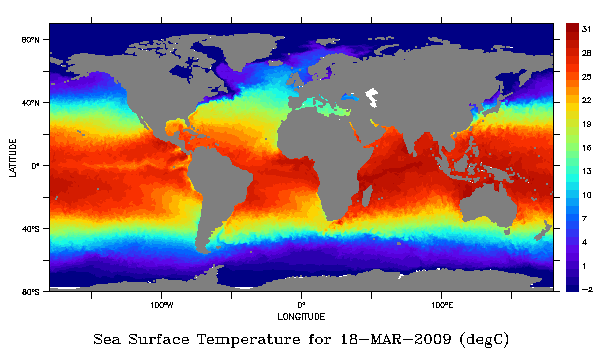 80°N
40°N
0°
40°S
80°S
LATITUDE
100°W
0°
100°E
LONGITUDE
31
28
25
22
19
16
13
10
7
4
1
-2
Sea Surface Temperature for 18-MAR-2009 (degC)